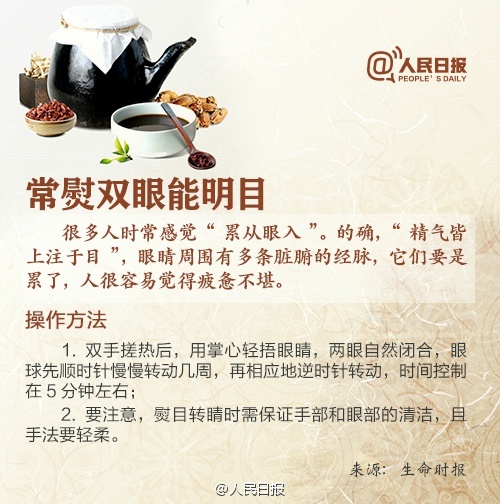 @人民日报
PEOPLE'S DAILY
常熨双眼能明目
很多人时常感觉“累从眼入”。的确，“精气皆
上注于目”，眼睛周围有多条脏腑的经脉，它们要是
累了，人很容易觉得疲惫不堪。
操作方法
1. 双手搓热后，用掌心轻捂眼睛，两眼自然闭合，眼
球先顺时针慢慢转动几周，再相应地逆时针转动，时间控制
在5分钟左右；
2. 要注意，熨目转睛时需保证手部和眼部的清洁，且
手法要轻柔。
来源：生命时报
@人民日报